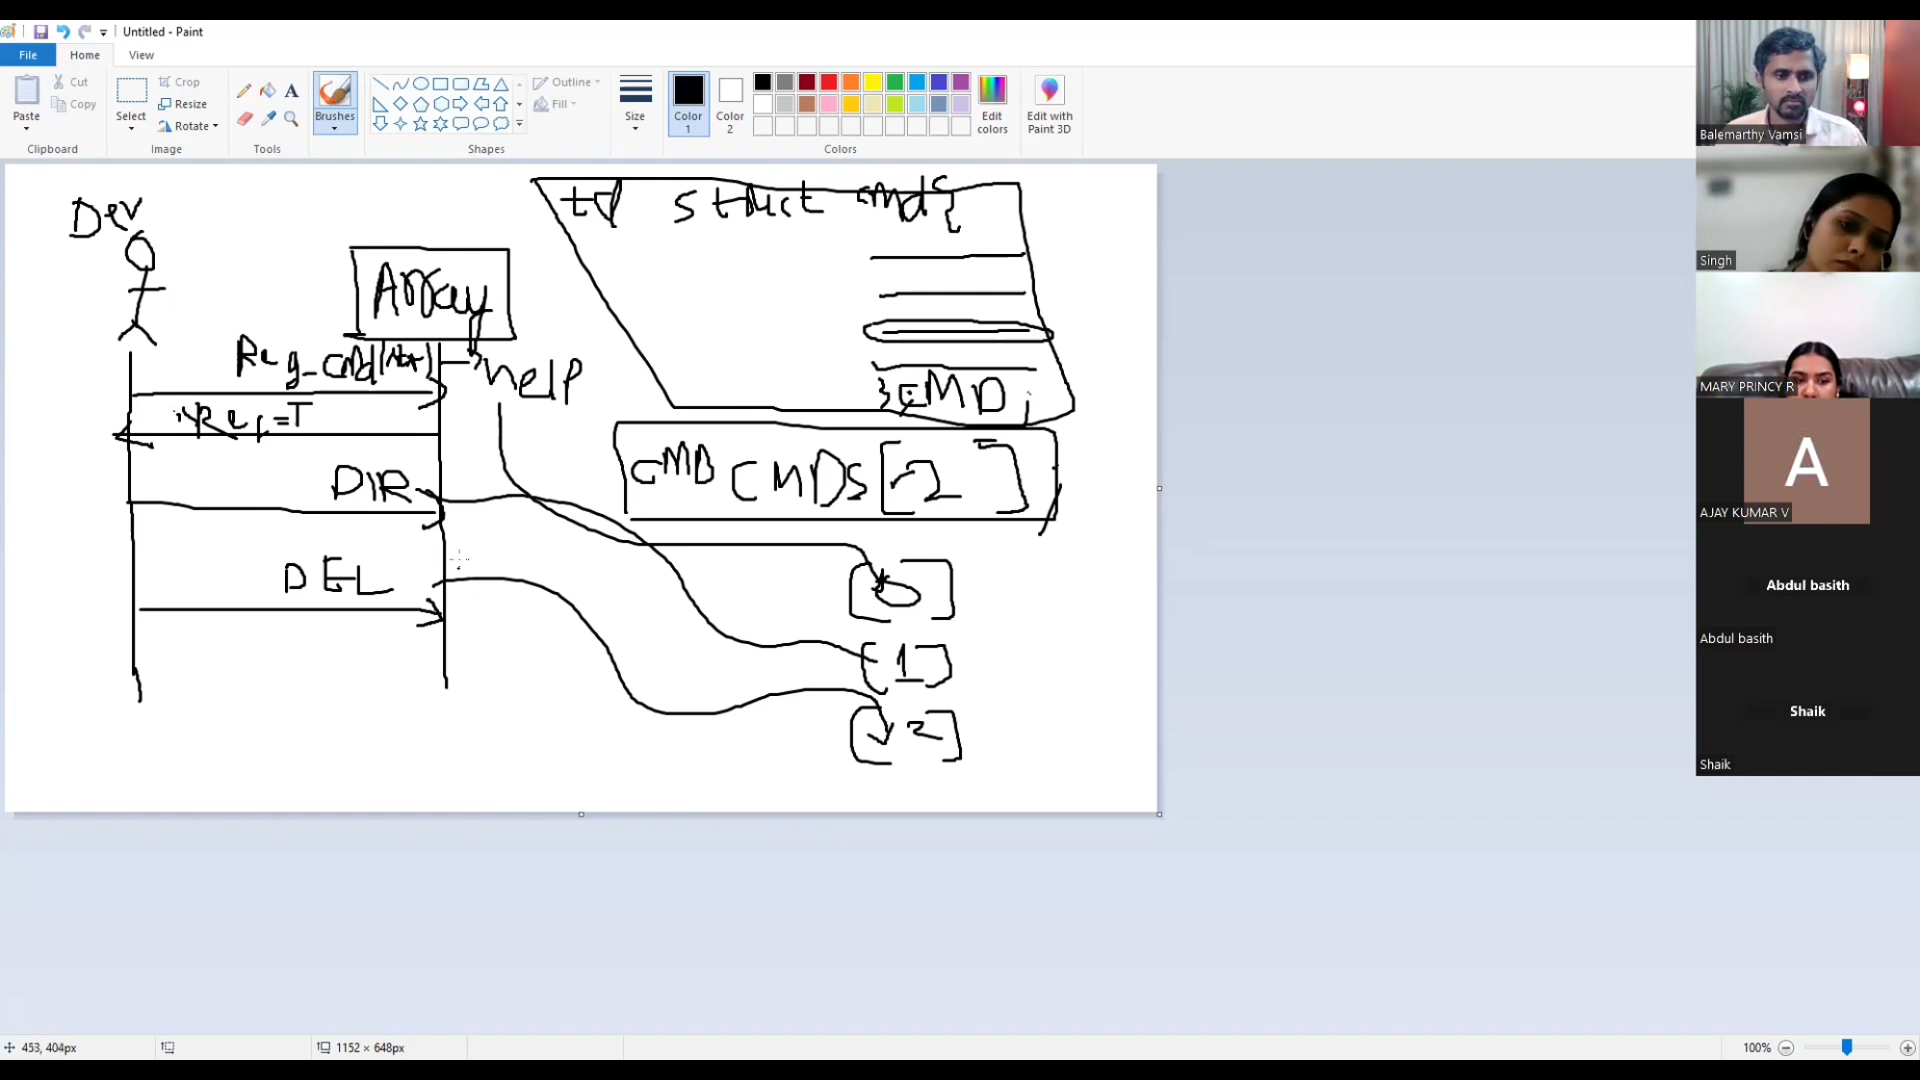 Untitled - Paint
File Home View
Paste
Cut
Copy
Clipboard
Select
Crop
Resize
Rotate
Image
Tools
Brushes
Shapes
Outline
Fill
Size
Color 1
Color 2
Edit colors
Edit with Paint 3D
Colors
Dev
Array
help
=T
DIR
DEL
td struct cmd{
}CMD;
CMD CMDS[2]
[0]
[1]
[2]
Balemarthy Vamsi
Singh
MARY PRINCY R
A
AJAY KUMAR V
Abdul basith
Abdul basith
Shaik
Shaik
453, 404px
1152 × 648px
100%